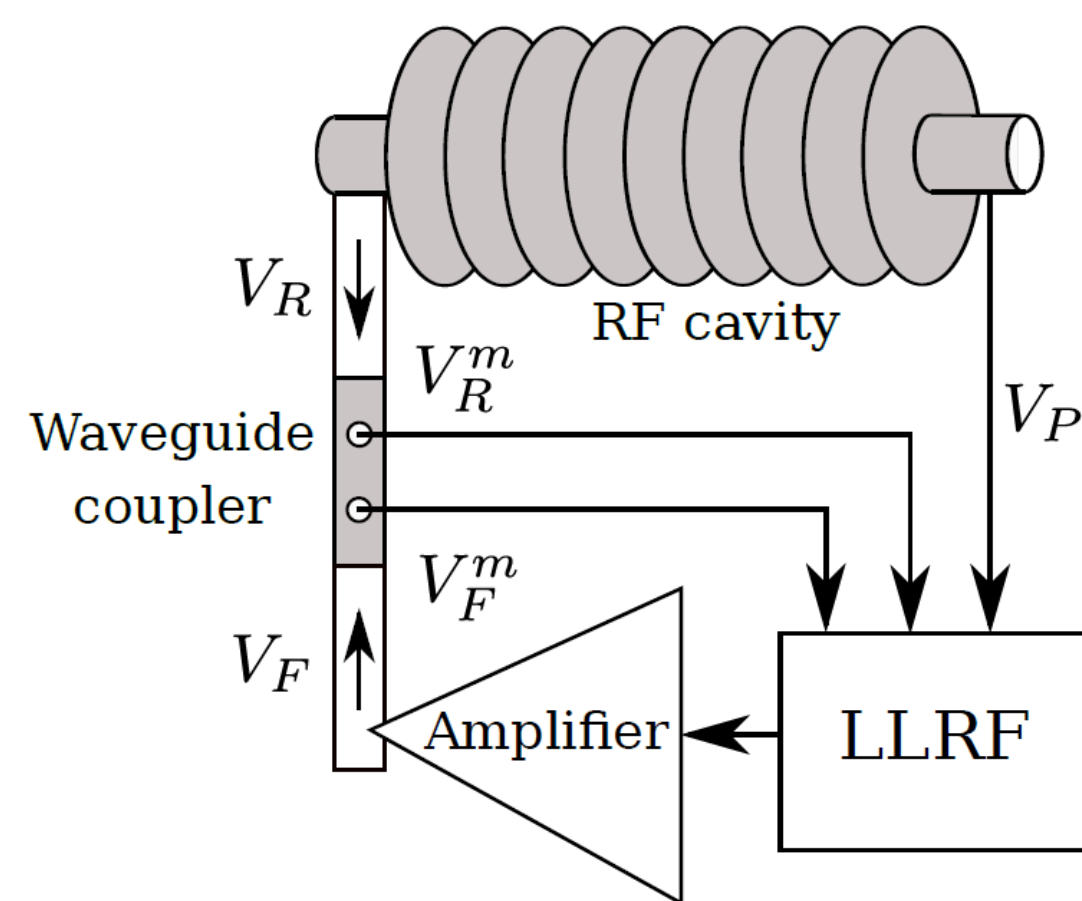 V_R
RF cavity
V_R^m
V_P
Waveguide
coupler
V_F^m
V_F
Amplifier
LLRF